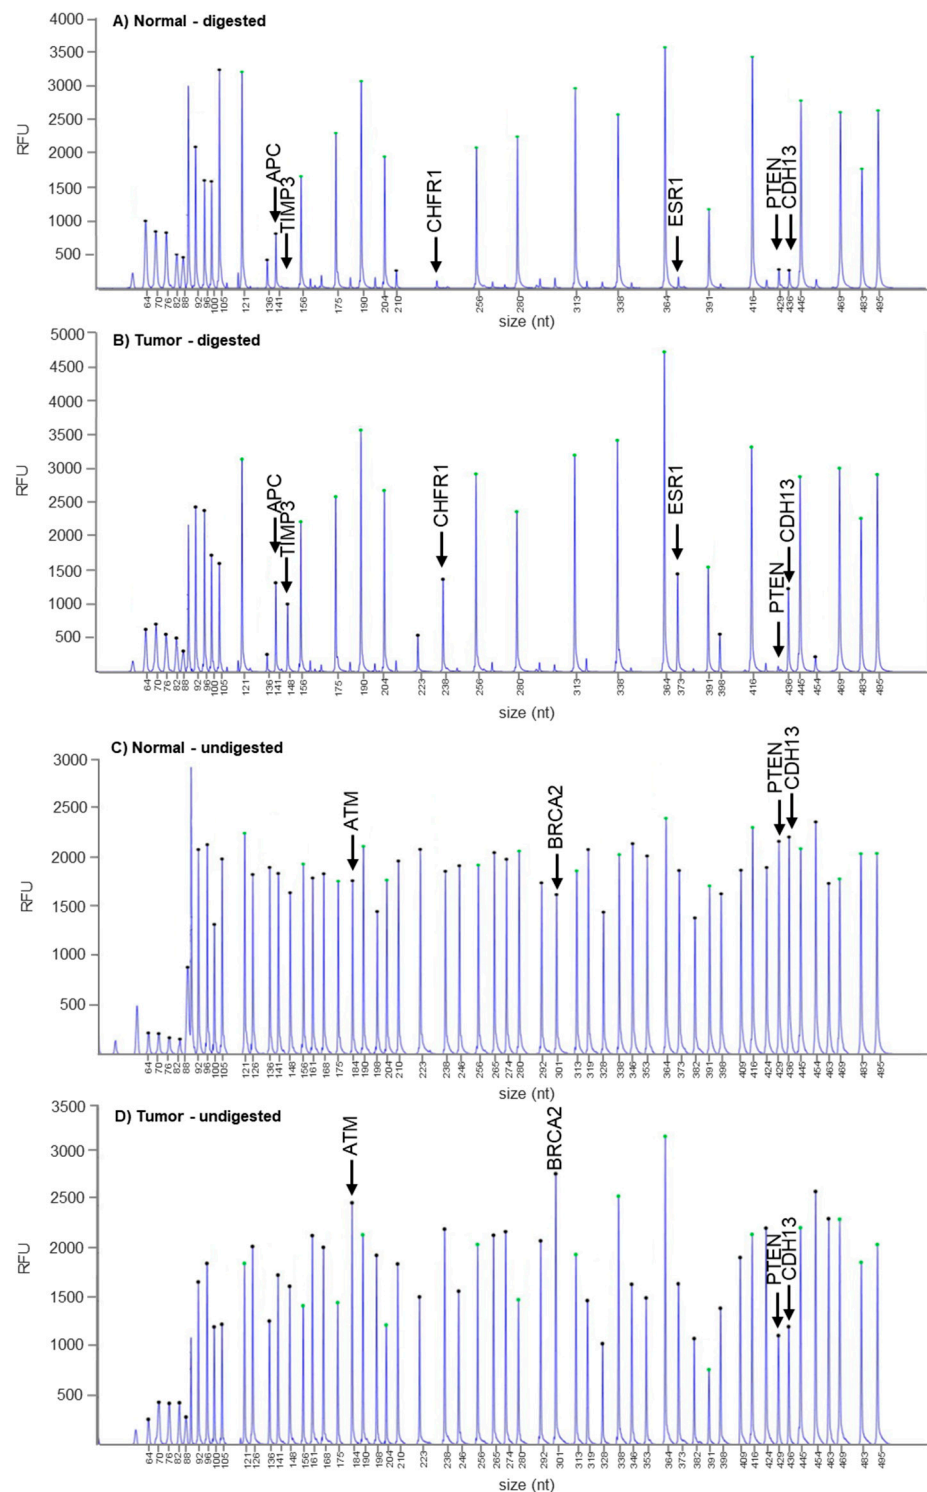 A) Normal - digested
4000
3500
3000
2500
2000
1500
1000
500
RFU
APC
TIMP3
CHFR1
ESR1
PTEN
CDH13
64 70 76 82 88 92 96 100 105 121 136 141 156 175 190 204 210 256 280 313 338 364 391 416 429 436 445 469 483 495
size (nt)
B) Tumor - digested
5000
4500
4000
3500
3000
2500
2000
1500
1000
500
RFU
APC
TIMP3
CHFR1
ESR1
PTEN
CDH13
64 70 76 82 88 92 96 100 105 121 136 141 148 156 175 190 204 223 238 256 280 313 338 364 373 391 398 416 436 445 454 469 483 495
size (nt)
C) Normal - undigested
3000
2500
2000
1500
1000
500
RFU
ATM
BRCA2
PTEN
CDH13
64 70 76 82 88 92 96 100 105 121 126 136 141 148 156 161 168 175 184 190 198 204 210 223 238 246 256 265 274 280 292 301 313 319 328 338 346 353 364 373 382 391 398 409 416 424 429 436 445 454 463 469 483 495
size (nt)
D) Tumor - undigested
3500
3000
2500
2000
1500
1000
500
RFU
ATM
BRCA2
PTEN
CDH13
64 70 76 82 88 92 96 100 105 121 126 136 141 148 156 161 168 175 184 190 198 204 210 223 238 246 256 265 274 280 292 301 313 319 328 338 346 353 364 373 382 391 398 409 416 424 429 436 445 454 463 469 483 495
size (nt)